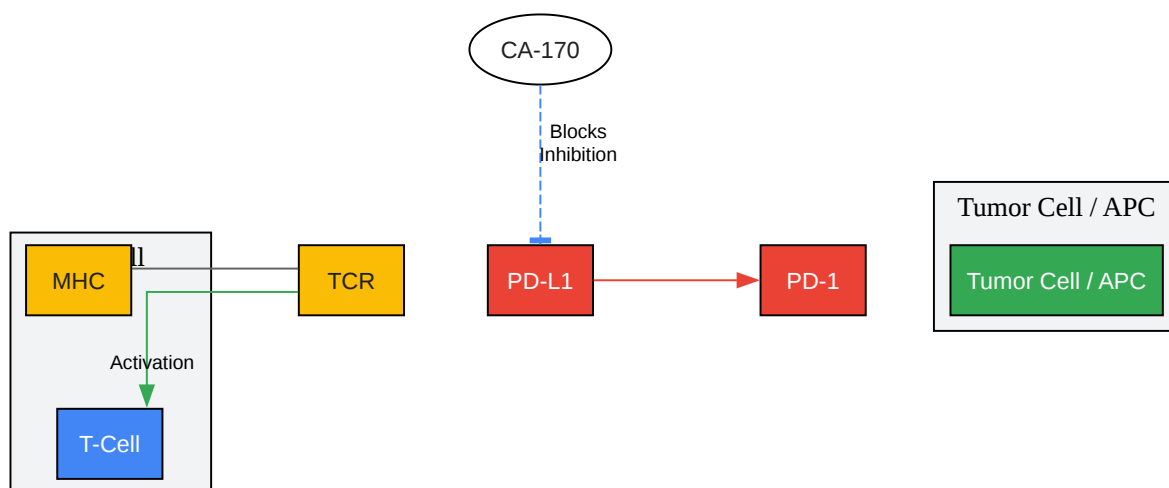 CA-170
Blocks
Inhibition
Tumor Cell / APC
MHC
TCR
PD-L1
PD-1
Tumor Cell / APC
Activation
T-Cell